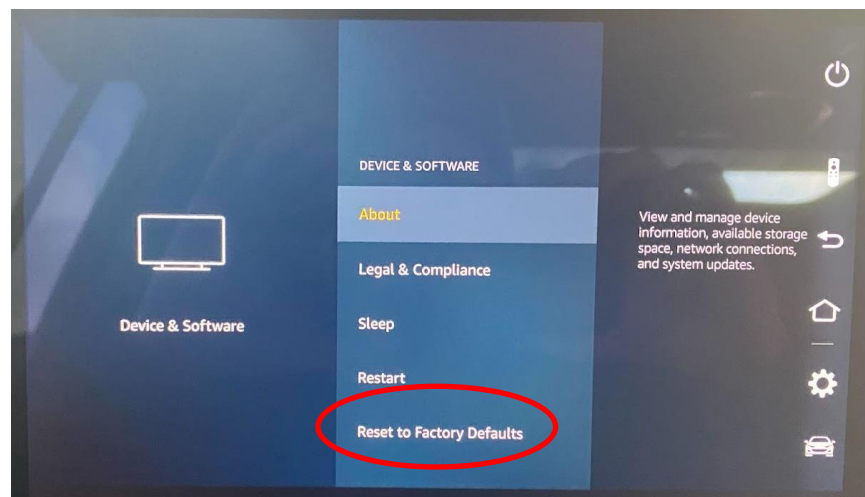 DEVICE & SOFTWARE
About
View and manage device
information, available storage
space, network connections,
and system updates.
Legal & Compliance
Device & Software
Sleep
Restart
Reset to Factory Defaults